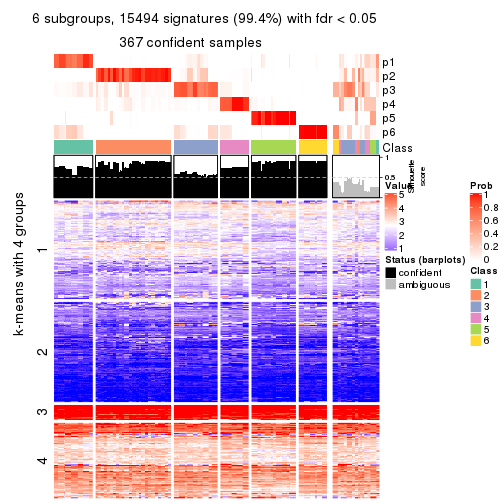 6 subgroups, 15494 signatures (99.4%) with fdr < 0.05
367 confident samples
p1
p2
p3
p4
p5
p6
Class
1
0.5
Silhouette
score
k-means with 4 groups
1
2
3
4
Value
5
4
3
2
1
Status (barplots)
confident
ambiguous
Prob
1
0.8
0.6
0.4
0.2
0
Class
1
2
3
4
5
6